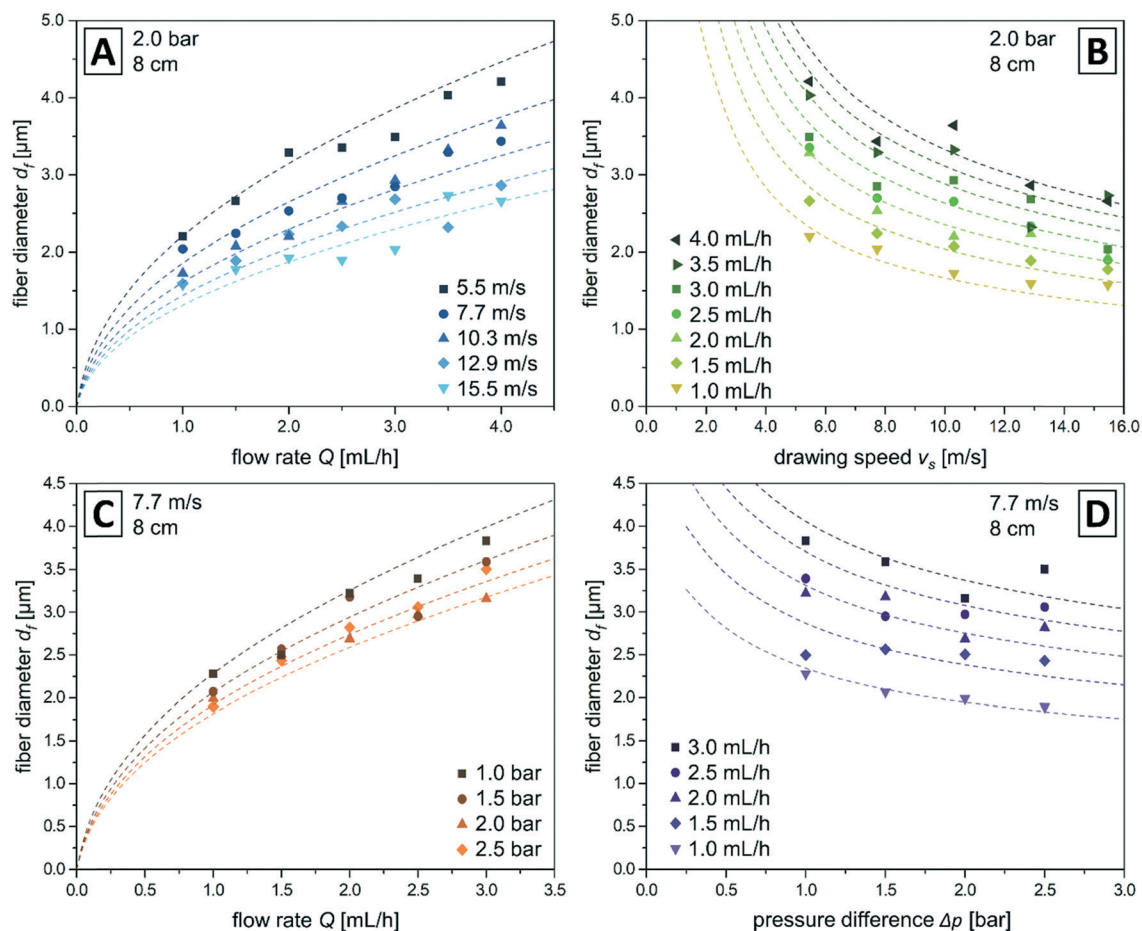 A
2.0 bar
8 cm
5.0
4.0
3.0
2.0
1.0
0.0
fiber diameter df [µm]
5.5 m/s
7.7 m/s
10.3 m/s
12.9 m/s
15.5 m/s
0.0 1.0 2.0 3.0 4.0
flow rate Q [mL/h]
B
2.0 bar
8 cm
5.0
4.0
3.0
2.0
1.0
0.0
fiber diameter df [µm]
4.0 mL/h
3.5 mL/h
3.0 mL/h
2.5 mL/h
2.0 mL/h
1.5 mL/h
1.0 mL/h
0.0 2.0 4.0 6.0 8.0 10.0 12.0 14.0 16.0
drawing speed vs [m/s]
C
7.7 m/s
8 cm
4.5
4.0
3.5
3.0
2.5
2.0
1.5
1.0
0.5
0.0
fiber diameter df [µm]
1.0 bar
1.5 bar
2.0 bar
2.5 bar
0.0 0.5 1.0 1.5 2.0 2.5 3.0 3.5
flow rate Q [mL/h]
D
7.7 m/s
8 cm
4.5
4.0
3.5
3.0
2.5
2.0
1.5
1.0
0.5
0.0
fiber diameter df [µm]
3.0 mL/h
2.5 mL/h
2.0 mL/h
1.5 mL/h
1.0 mL/h
0.0 0.5 1.0 1.5 2.0 2.5 3.0
pressure difference Δp [bar]